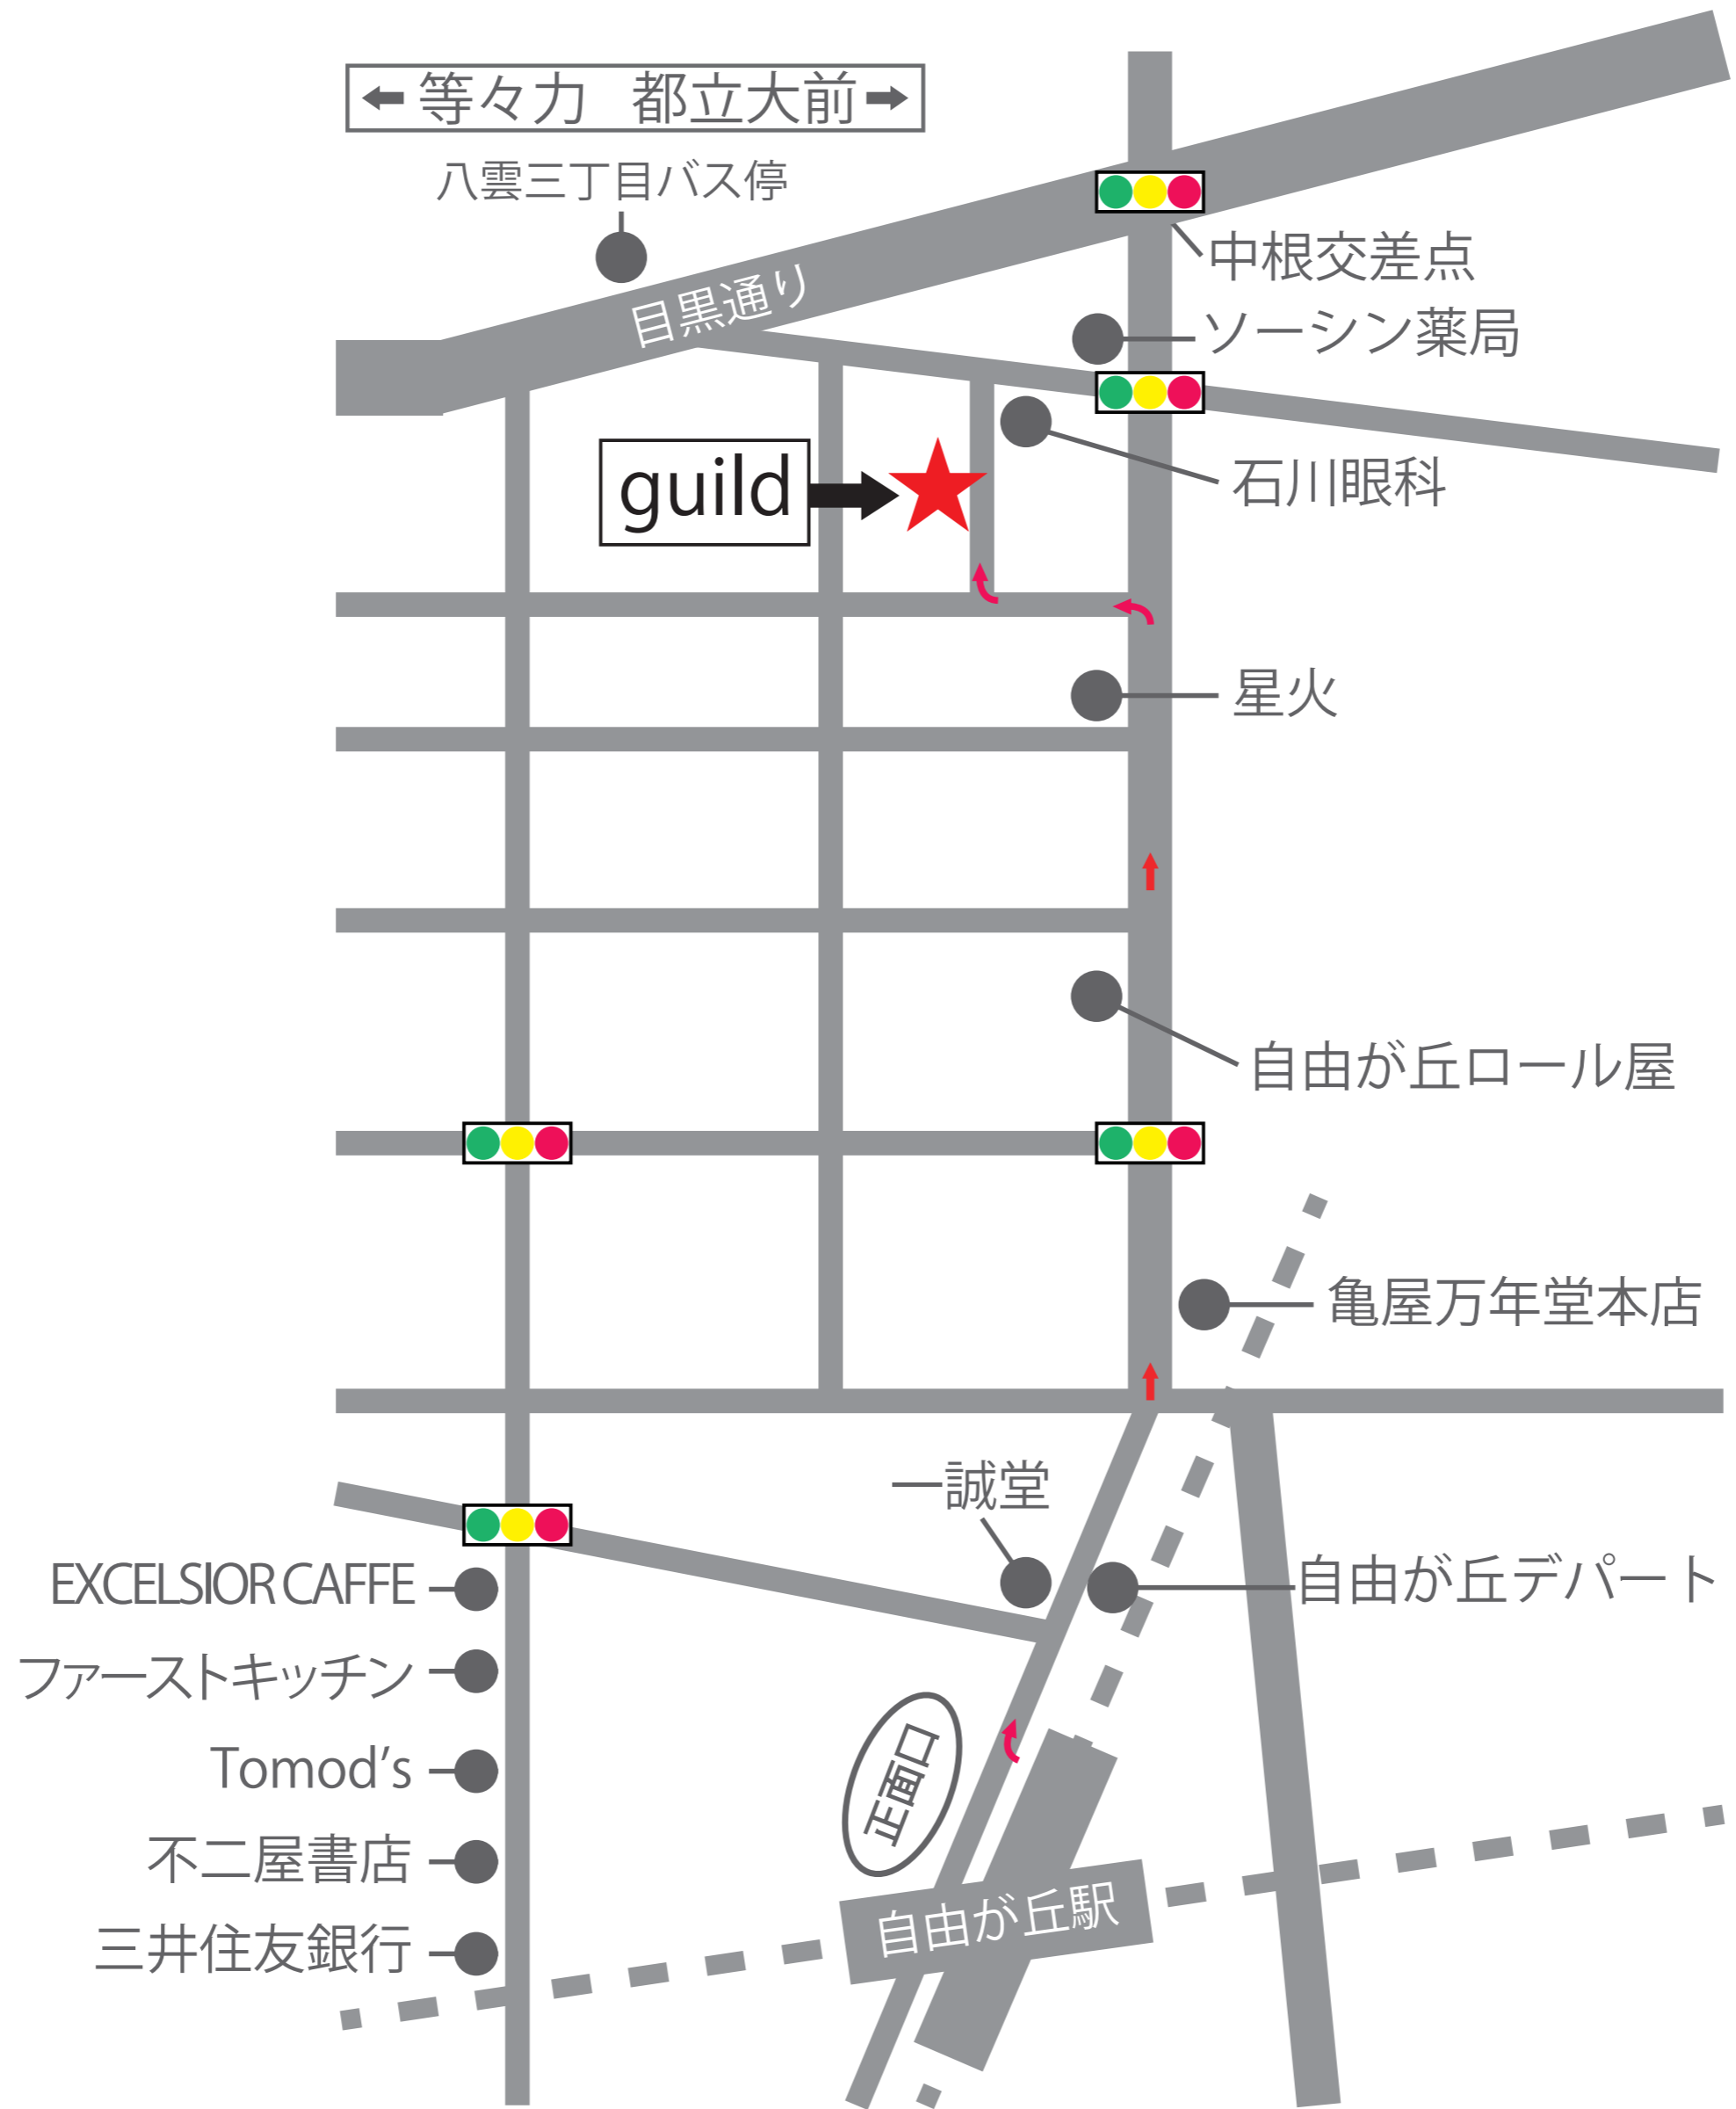 等々力 都立大前
八雲三丁目バス停
目黒通り
中根交差点
ソーシン薬局
guild
石川眼科
星火
自由が丘ロール屋
亀屋万年堂本店
一誠堂
自由が丘デパート
EXCELSIOR CAFFE
ファーストキッチン
Tomod's
不二屋書店
三井住友銀行
正面口
自由が丘駅